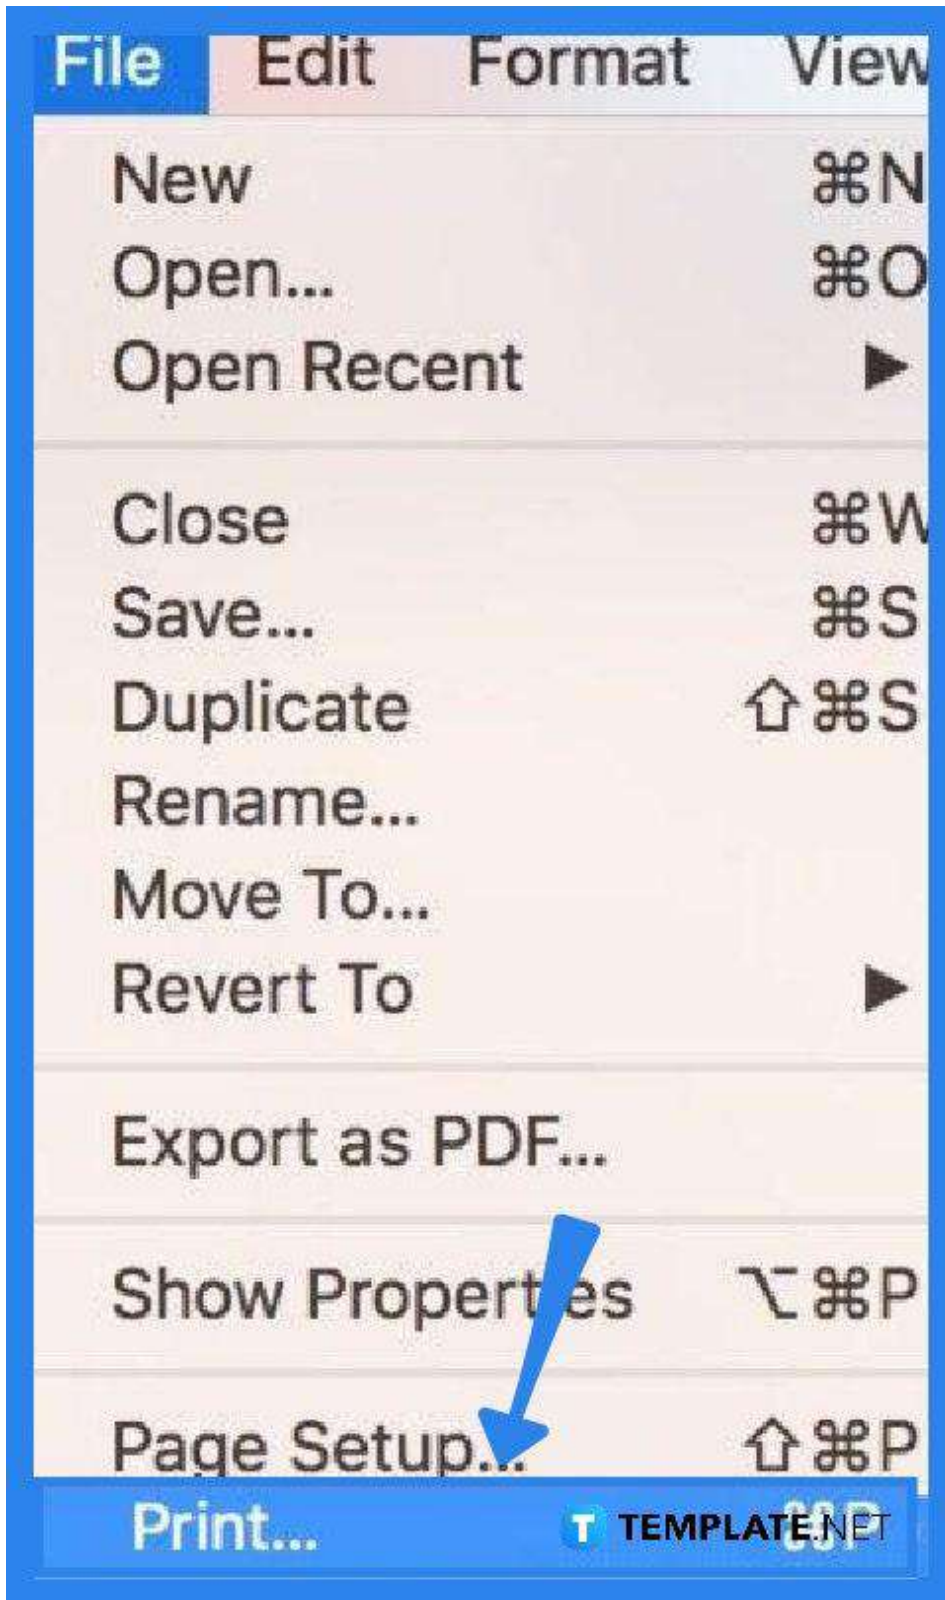 File Edit Format View
New ⌘N
Open... ⌘O
Open Recent ▶
Close ⌘W
Save... ⌘S
Duplicate ⇧⌘S
Rename...
Move To...
Revert To ▶
Export as PDF...
Show Properties ⌥⌘P
Page Setup... ⇧⌘P
Print... ⌘P
T TEMPLATE.NET